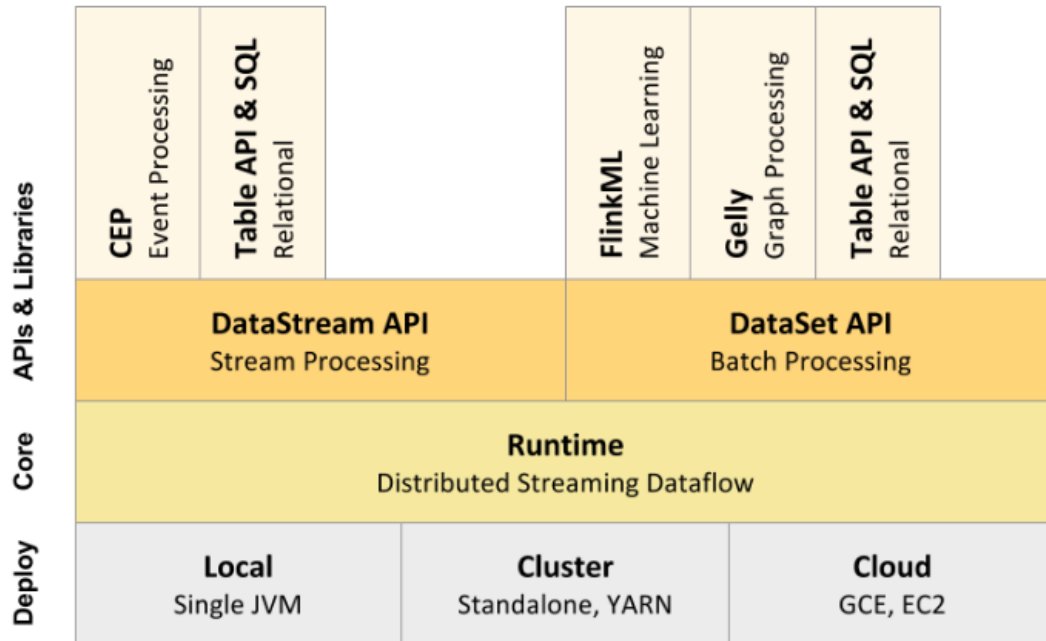 CEP
Event Processing
Table API & SQL
Relational
FlinkML
Machine Learning
Gelly
Graph Processing
Table API & SQL
Relational
APIs & Libraries
DataStream API
Stream Processing
DataSet API
Batch Processing
Core
Runtime
Distributed Streaming Dataflow
Deploy
Local
Single JVM
Cluster
Standalone, YARN
Cloud
GCE, EC2